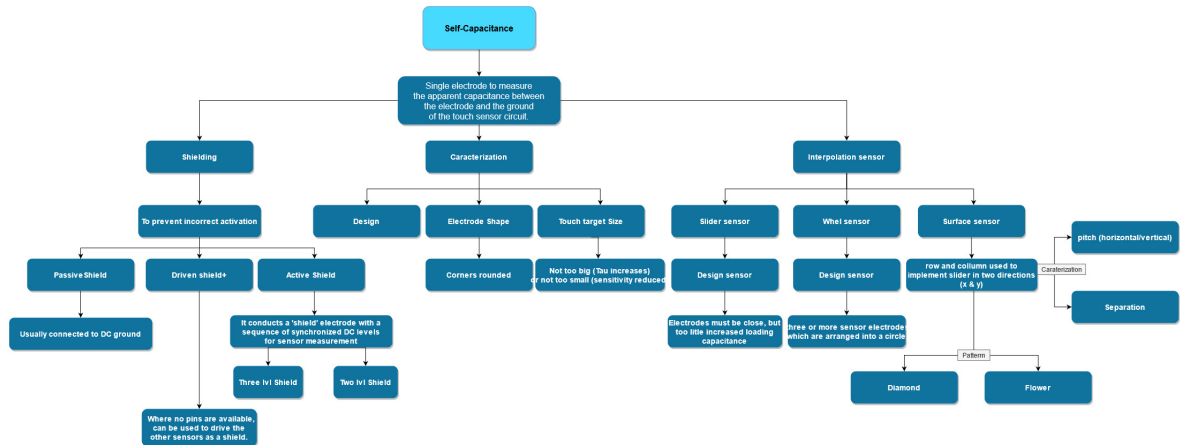 Self-Capacitance
Single electrode to measure
the apparent capacitance between
the electrode and the ground
of the touch sensor circuit.
Shielding
Caracterization
Interpolation sensor
To prevent incorrect activation
Design
Electrode Shape
Touch target Size
Slider sensor
Whel sensor
Surface sensor
pitch (horizontal/vertical)
Passive Shield
Driven shield+
Active Shield
Corners rounded
Not too big (Tau increases)
or not too small (sensitivity reduced
Design sensor
Design sensor
row and collumn used to
implement slider in two directions
(x & y)
Caraterization
Separation
Usually connected to DC ground
It conducts a 'shield' electrode with a
sequence of synchronized DC levels
for sensor measurement
Electrodes must be close, but
too litle increased loading
capacitance
three or more sensor electrodes
which are arranged into a circle
Pattern
Three lvl Shield
Two lvl Shield
Diamond
Flower
Where no pins are available,
can be used to drive the
other sensors as a shield.